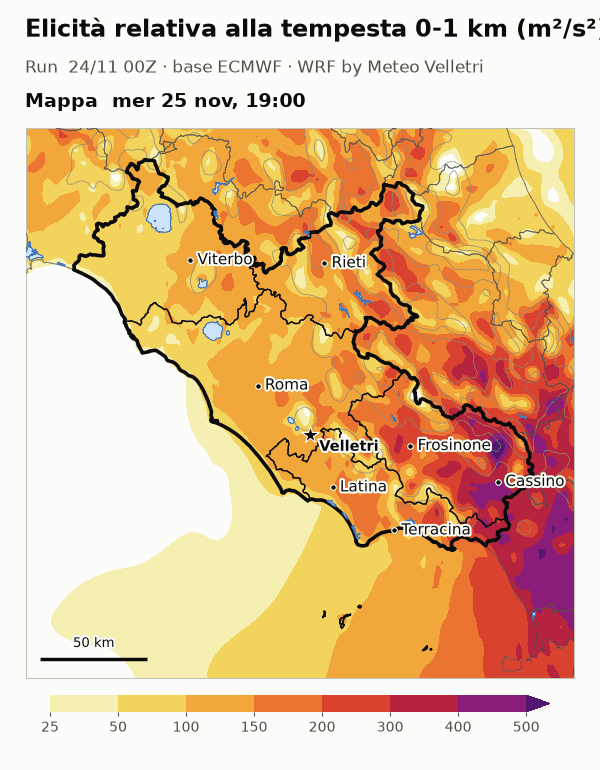 Elicità relativa alla tempesta 0-1 km (m²/s²)
Run 24/11 00Z · base ECMWF · WRF by Meteo Velletri
Mappa mer 25 nov, 19:00
Viterbo
Rieti
Roma
Velletri
Frosinone
Cassino
Latina
Terracina
50 km
25 50 100 150 200 300 400 500